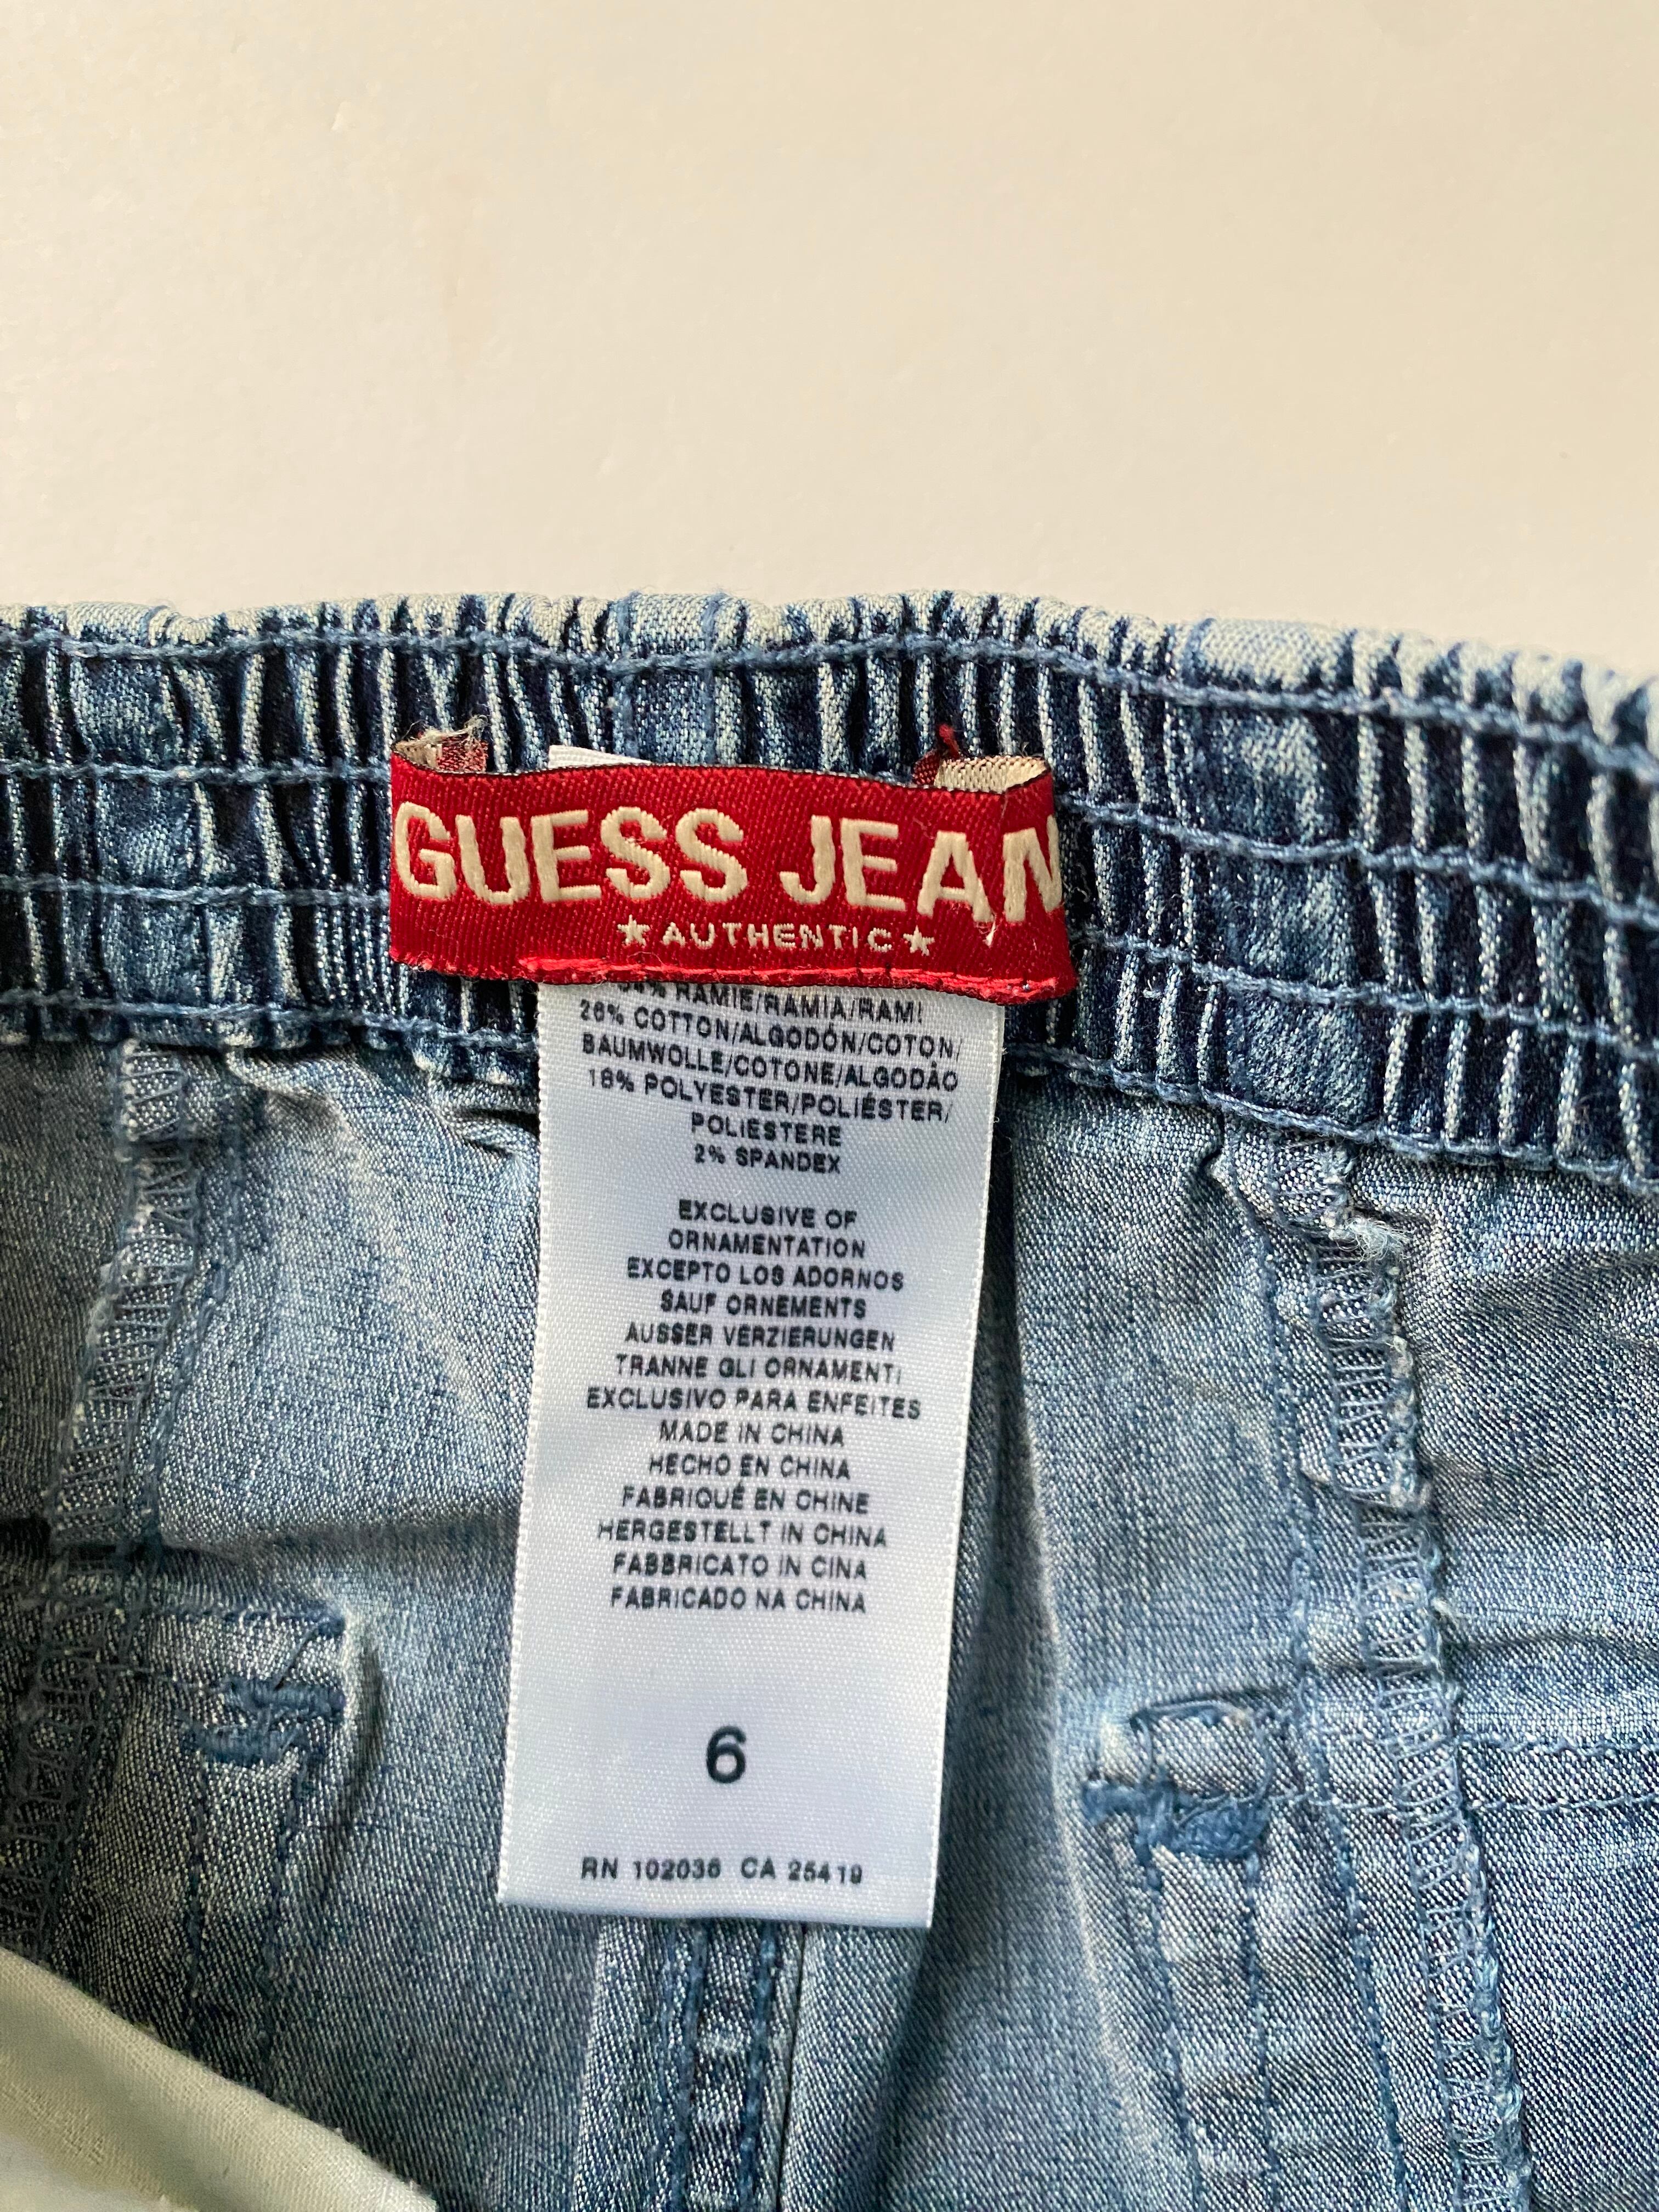 GUESS JEAN
★ AUTHENTIC ★
54% RAMIE/RAMIA/RAMI
26% COTTON/ALGODÓN/COTON/
BAUMWOLLE/COTONE/ALGODÃO
18% POLYESTER/POLIÉSTER/
POLIESTERE
2% SPANDEX
EXCLUSIVE OF
ORNAMENTATION
EXCEPTO LOS ADORNOS
SAUF ORNEMENTS
AUSSER VERZIERUNGEN
TRANNE GLI ORNAMENTI
EXCLUSIVO PARA ENFEITES
MADE IN CHINA
HECHO EN CHINA
FABRIQUÉ EN CHINE
HERGESTELLT IN CHINA
FABBRICATO IN CINA
FABRICADO NA CHINA
6
RN 102036 CA 25419